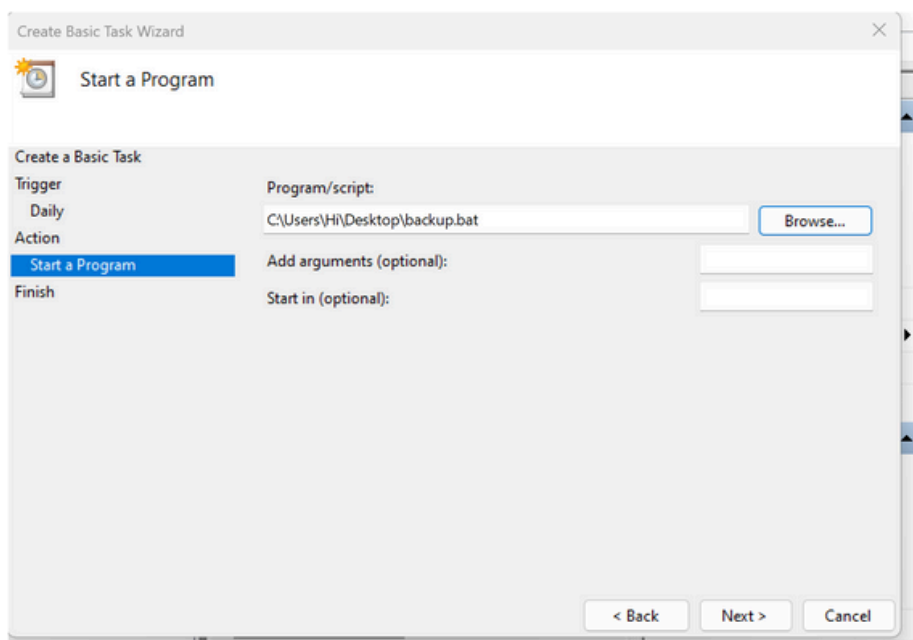 Create Basic Task Wizard
Start a Program
Create a Basic Task
Trigger
Daily
Action
Start a Program
Finish
Program/script:
C:\Users\Hi\Desktop\backup.bat
Browse...
Add arguments (optional):
Start in (optional):
< Back
Next >
Cancel